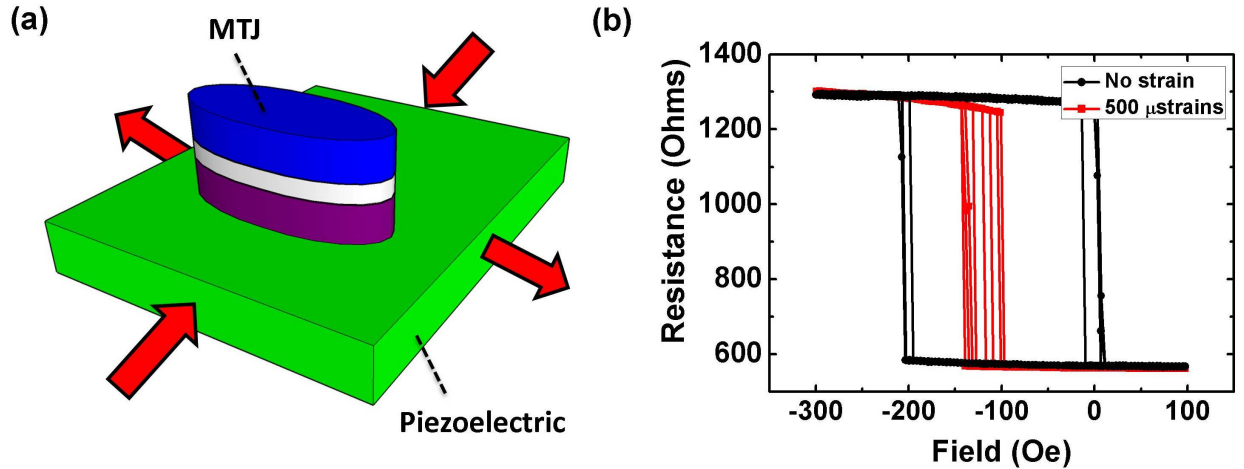 (a)
MTJ
Piezoelectric
(b)
Resistance (Ohms)
1400
1200
1000
800
600
No strain
500 μstrains
-300 -200 -100 0 100
Field (Oe)